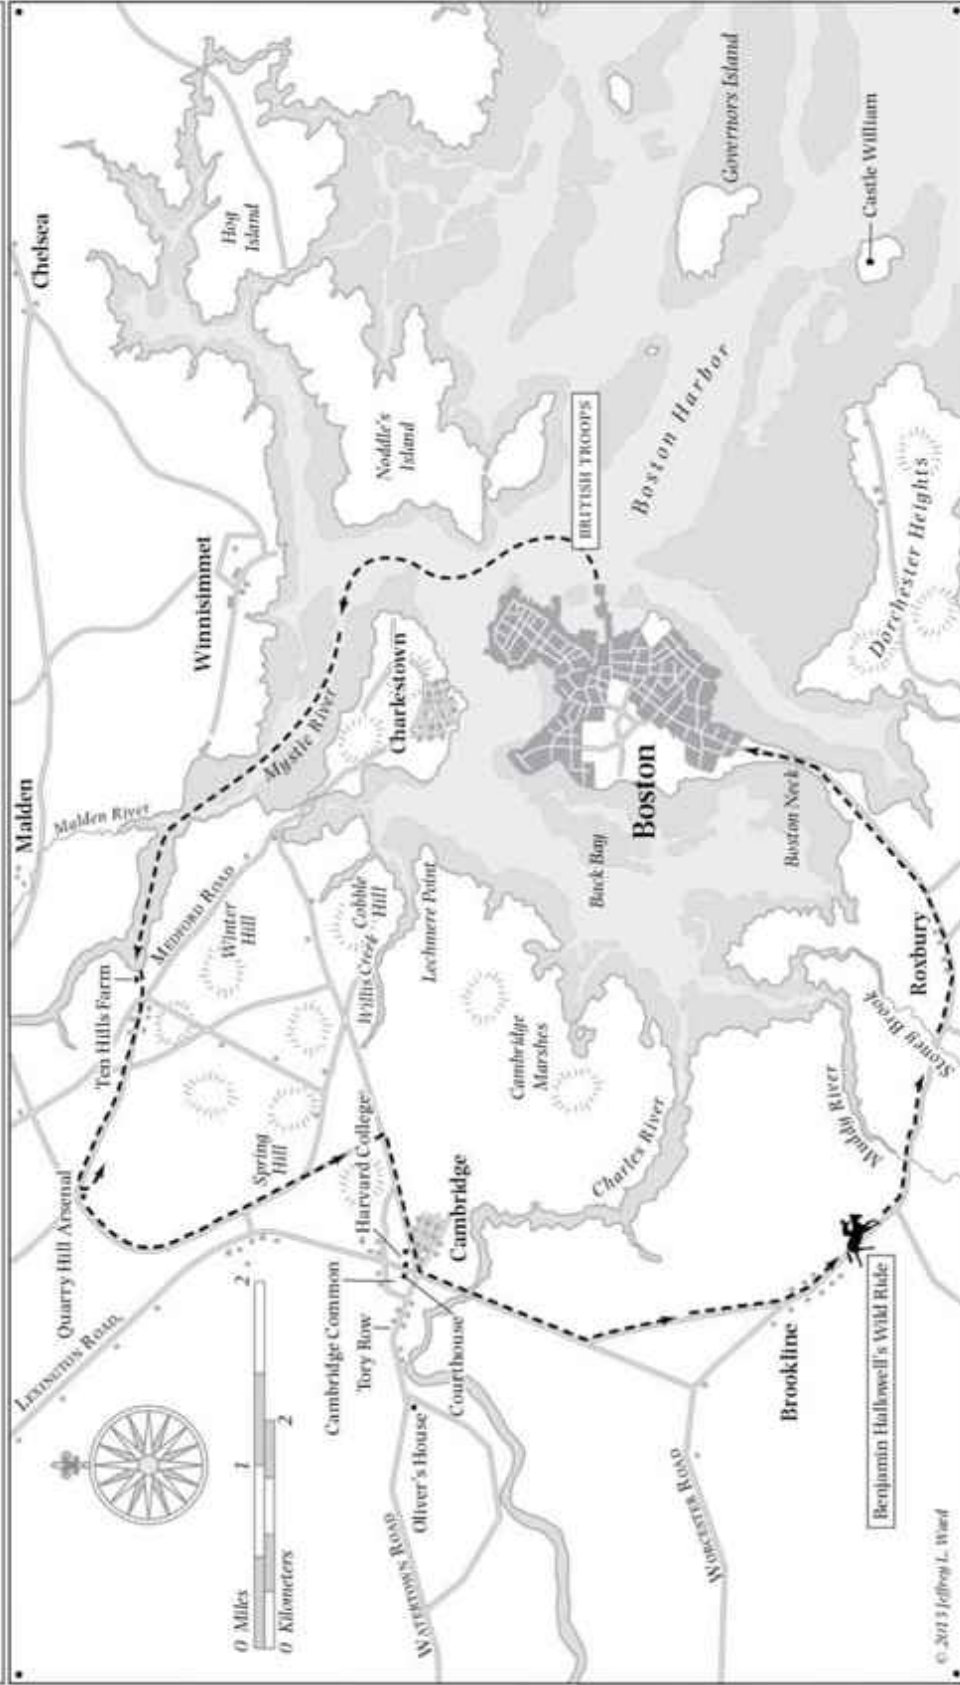 Chelsea
Malden
Winnisimmet
Hog
Island
Governors Island
Castle William
Noddle's
Island
BRITISH TROOPS
Boston Harbor
Dorchester Heights
Malden River
Mystic River
Charlestown
MEDFORD ROAD
Ten Hills Farm
Winter
Hill
Cobble
Hill
Willis Creek
Lechmere Point
Back Bay
Boston
Boston Neck
Quarry Hill Arsenal
Spring
Hill
Harvard College
Cambridge
Marshes
Cambridge
Charles River
Muddy River
Stoney Brook
Roxbury
LEXINGTON ROAD
Cambridge Common
Tory Row
Courthouse
Oliver's House
WATERTOWN ROAD
WORCESTER ROAD
Brookline
Benjamin Hallowell's Wild Ride
0 Miles 1 2
0 Kilometers 2
© 2013 Jeffrey L. Ward